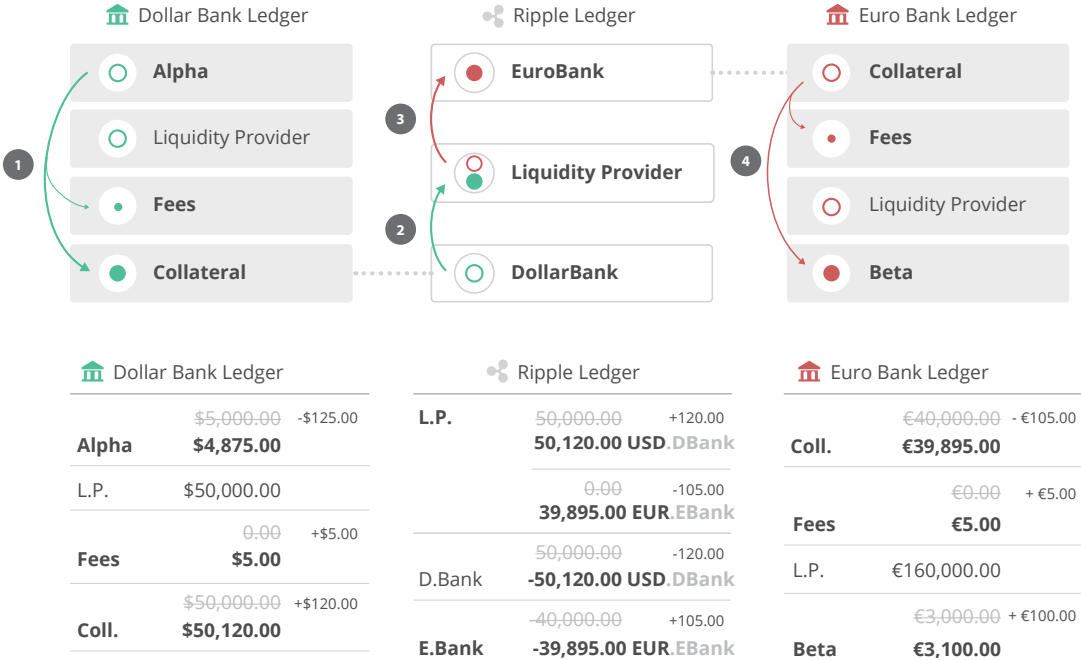 Dollar Bank Ledger
Alpha
Liquidity Provider
Fees
Collateral
1
Ripple Ledger
EuroBank
3
Liquidity Provider
2
DollarBank
Euro Bank Ledger
Collateral
Fees
4
Liquidity Provider
Beta
Dollar Bank Ledger
$5,000.00 -$125.00
Alpha $4,875.00
L.P. $50,000.00
0.00 +$5.00
Fees $5.00
$50,000.00 +$120.00
Coll. $50,120.00
Ripple Ledger
L.P. 50,000.00 +120.00
50,120.00 USD.DBank
0.00 -105.00
39,895.00 EUR.EBank
50,000.00 -120.00
D.Bank -50,120.00 USD.DBank
-40,000.00 +105.00
E.Bank -39,895.00 EUR.EBank
Euro Bank Ledger
€40,000.00 - €105.00
Coll. €39,895.00
€0.00 + €5.00
Fees €5.00
L.P. €160,000.00
€3,000.00 + €100.00
Beta €3,100.00